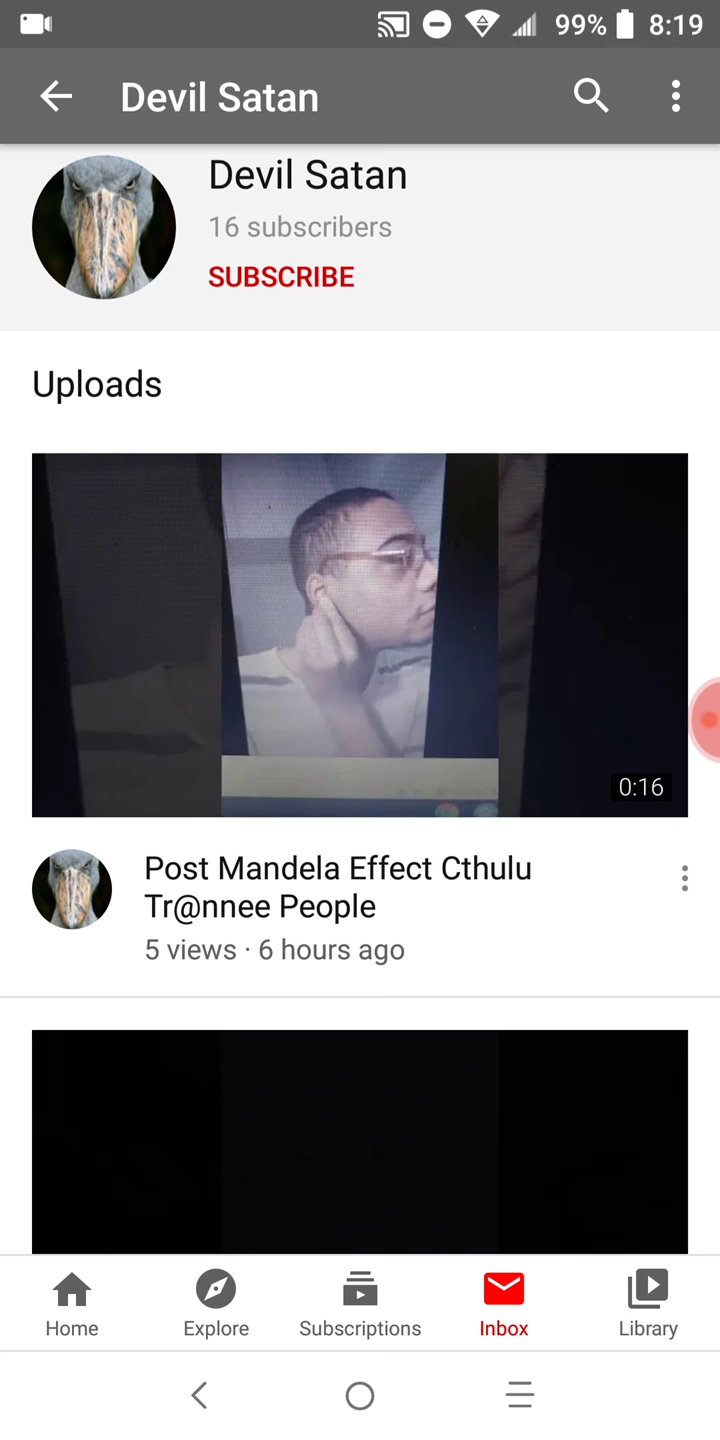 99% 8:19
Devil Satan
Devil Satan
16 subscribers
SUBSCRIBE
Uploads
0:16
Post Mandela Effect Cthulu
Tr@nnee People
5 views · 6 hours ago
Home Explore Subscriptions Inbox Library